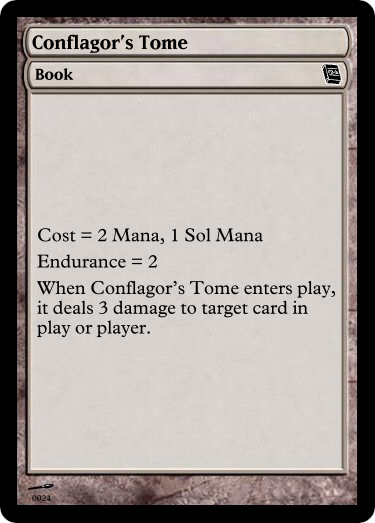 Conflagor's Tome
Book
Cost = 2 Mana, 1 Sol Mana
Endurance = 2
When Conflagor's Tome enters play,
it deals 3 damage to target card in
play or player.
0024